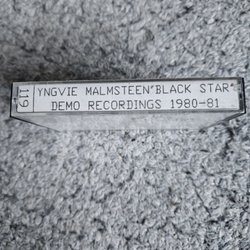 119
YNGVIE MALMSTEEN"BLACK STAR"
DEMO RECORDINGS 1980-81